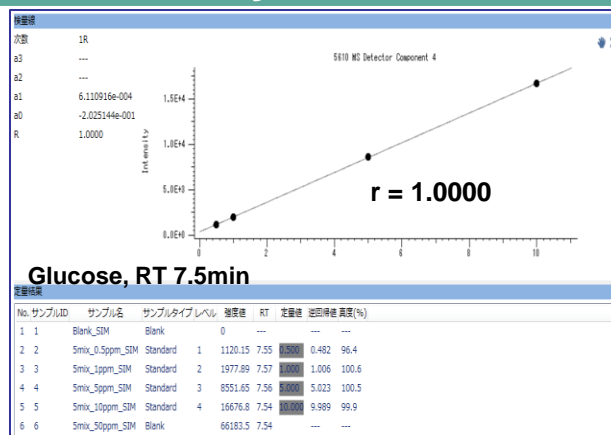 検量線
次数 1R
a3 ---
a2 ---
a1 6.110916e-004
a0 -2.025144e-001
R 1.0000
5610 MS Detector Component 4
Intensity
1.5E+4
1.0E+4
5.0E+3
0.0E+0
0 2 4 6 8 10
r = 1.0000
Glucose, RT 7.5min
定量結果
No. サンプルID サンプル名 サンプルタイプ レベル 強度値 RT 定量値 逆回帰値 真度(%)
1 1 Blank_SIM Blank 0 --- --- ---
2 2 5mix_0.5ppm_SIM Standard 1 1120.15 7.55 0.500 0.482 96.4
3 3 5mix_1ppm_SIM Standard 2 1977.89 7.57 1.000 1.006 100.6
4 4 5mix_5ppm_SIM Standard 3 8551.65 7.56 5.000 5.023 100.5
5 5 5mix_10ppm_SIM Standard 4 16676.8 7.54 10.000 9.989 99.9
6 6 5mix_50ppm_SIM Blank 66183.5 7.54 --- ---